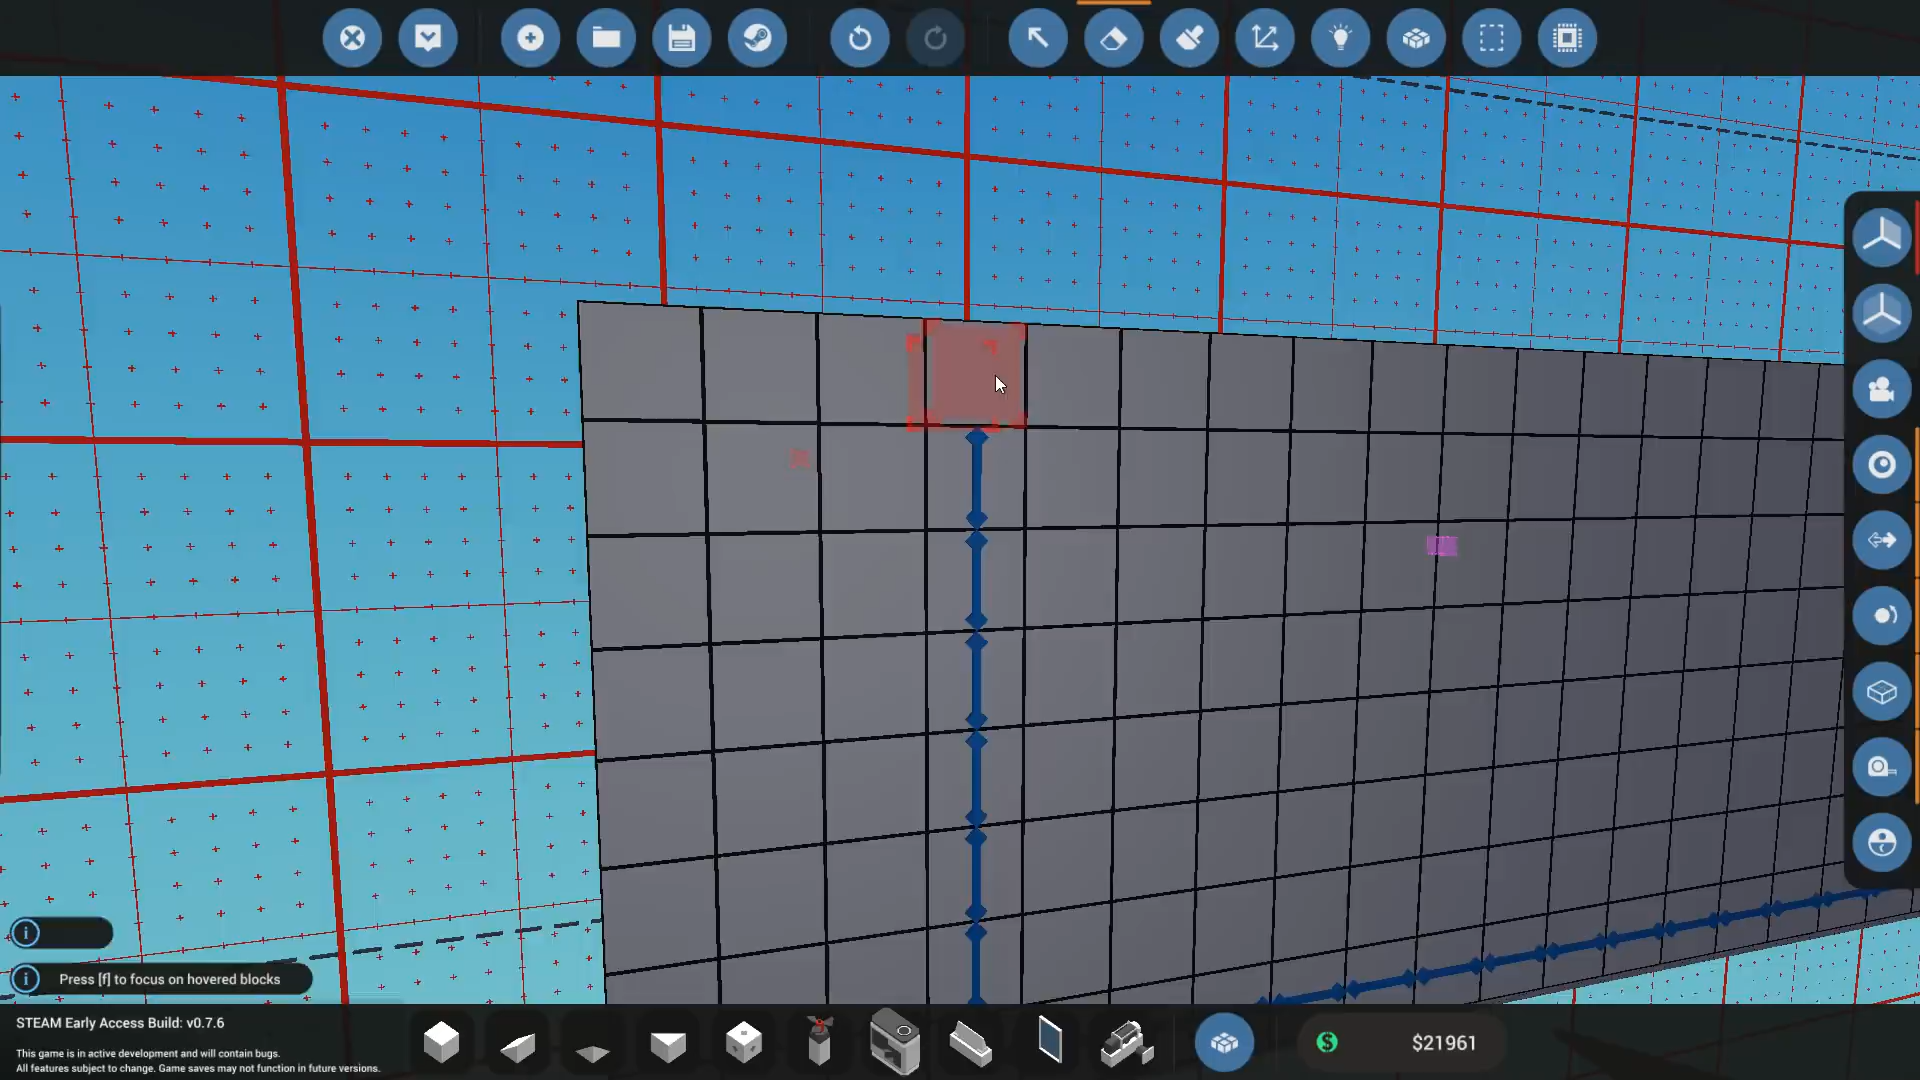 Press [f] to focus on hovered blocks
STEAM Early Access Build: v0.7.6
This game is in active development and will contain bugs.
All features subject to change. Game saves may not function in future versions.
$21961